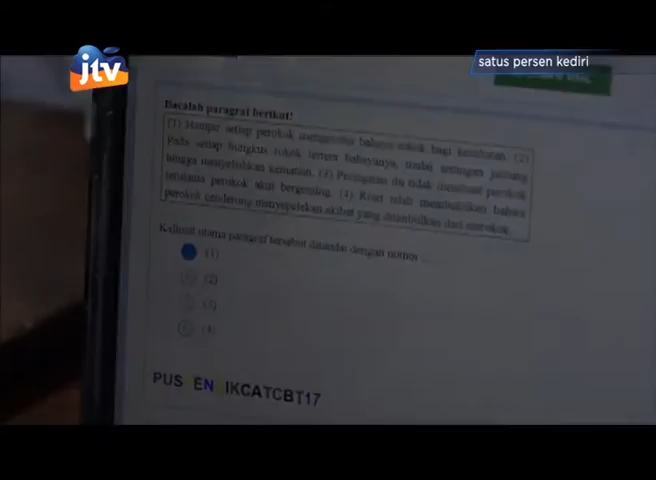 jtv
satus persen kediri
Bacalah paragraf berikut!
(1) Hampir setiap perokok mengetahui bahaya rokok bagi kesehatan. (2)
Pada setiap bungkus rokok tertera bahayanya, mulai serangan jantung
hingga menyebabkan kematian. (3) Peringatan itu tidak membuat perokok
terutama perokok akut bergeming. (4) Riset telah membuktikan bahwa
perokok cenderung menyepelekan akibat yang ditimbulkan dari merokok.
Kalimat utama paragraf tersebut ditandai dengan nomor ...
(1)
(2)
(3)
(4)
PUS EN IKCATCBT17